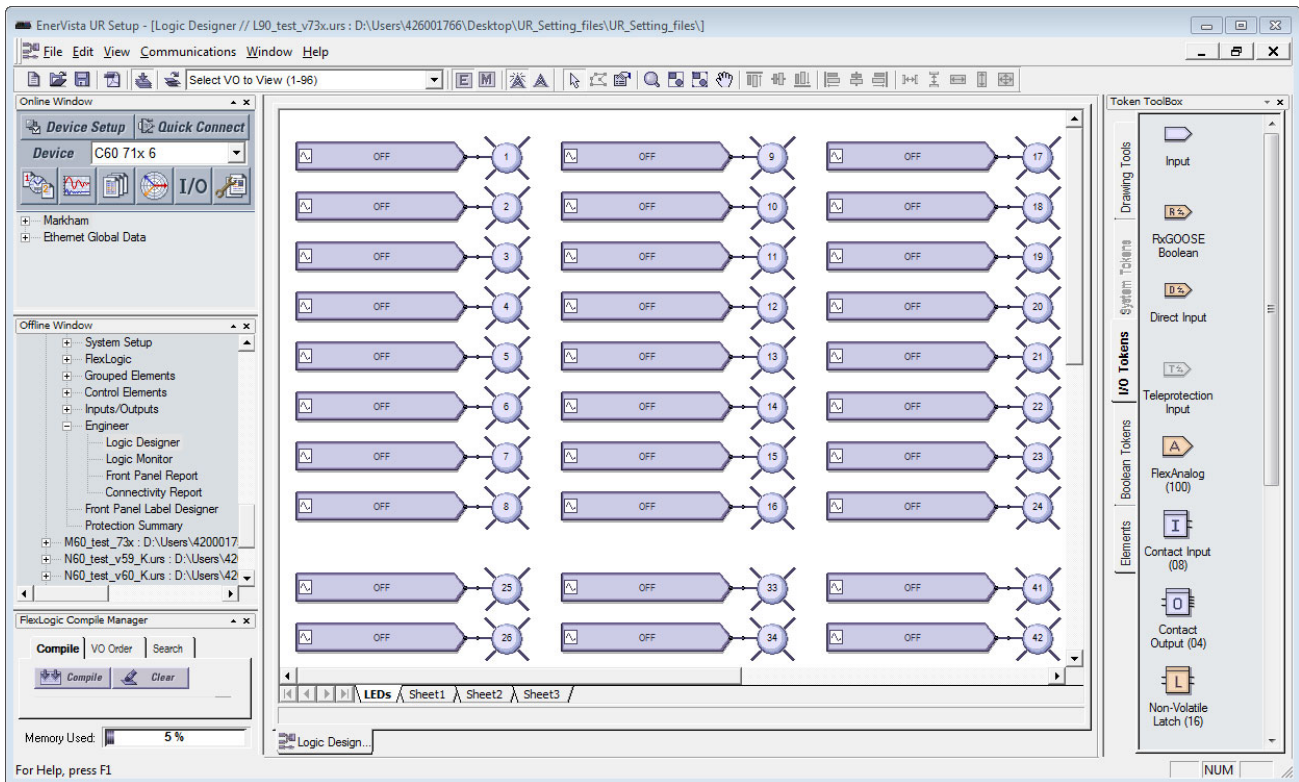 EnerVista UR Setup - [Logic Designer // L90_test_v73x.urs : D:\Users\426001766\Desktop\UR_Setting_files\UR_Setting_files\]
File Edit View Communications Window Help
Select VO to View (1-96)
E M
Online Window
Device Setup Quick Connect
Device C60 71x 6
I/O
Markham
Ethernet Global Data
Offline Window
System Setup
FlexLogic
Grouped Elements
Control Elements
Inputs/Outputs
Engineer
Logic Designer
Logic Monitor
Front Panel Report
Connectivity Report
Front Panel Label Designer
Protection Summary
M60_test_73x : D:\Users\4200017
N60_test_v59_K.urs : D:\Users\42
N60_test_v60_K.urs : D:\Users\42
FlexLogic Compile Manager
Compile VO Order Search
Compile Clear
Memory Used: 5 %
OFF 1 OFF 9 OFF 17
OFF 2 OFF 10 OFF 18
OFF 3 OFF 11 OFF 19
OFF 4 OFF 12 OFF 20
OFF 5 OFF 13 OFF 21
OFF 6 OFF 14 OFF 22
OFF 7 OFF 15 OFF 23
OFF 8 OFF 16 OFF 24
OFF 25 OFF 33 OFF 41
OFF 26 OFF 34 OFF 42
LEDs Sheet1 Sheet2 Sheet3
Logic Design...
Token ToolBox
Drawing Tools
System Tokens
I/O Tokens
Boolean Tokens
Elements
Input
R
RxGOOSE
Boolean
D
Direct Input
T
Teleprotection
Input
A
FlexAnalog
(100)
I
Contact Input
(08)
O
Contact
Output (04)
L
Non-Volatile
Latch (16)
For Help, press F1
NUM